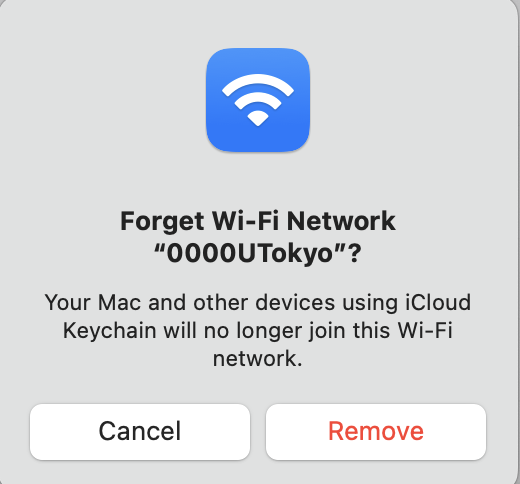 Forget Wi-Fi Network
“0000UTokyo”?
Your Mac and other devices using iCloud
Keychain will no longer join this Wi-Fi
network.
Cancel
Remove